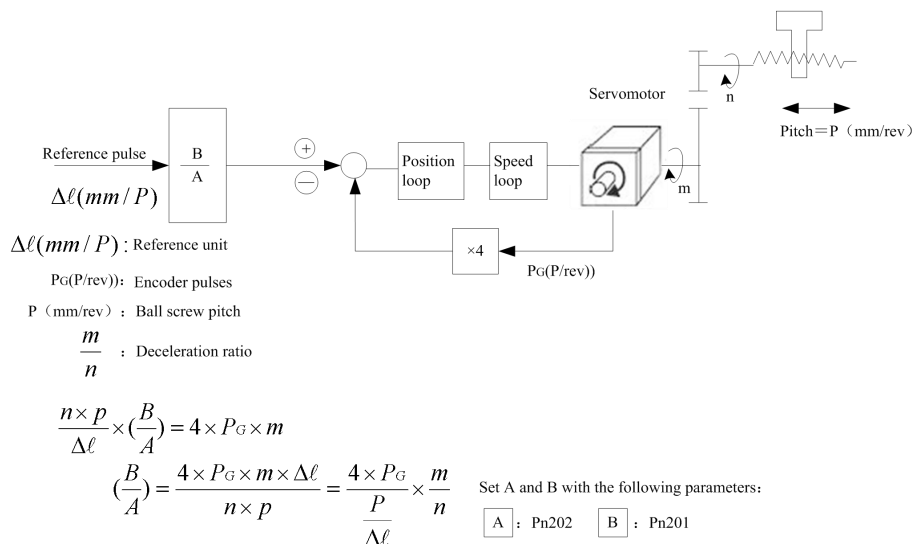 Servomotor
n
Pitch=P（mm/rev）
Reference pulse
B
A
+
—
Position
loop
Speed
loop
m
Δℓ(mm/P)
×4
PG(P/rev))
Δℓ(mm/P) : Reference unit
PG(P/rev)): Encoder pulses
P（mm/rev）: Ball screw pitch
m/n : Deceleration ratio
n×p/Δℓ×(B/A)=4×PG×m
(B/A)=4×PG×m×Δℓ/n×p=4×PG/P/Δℓ×m/n
Set A and B with the following parameters:
A : Pn202 B : Pn201